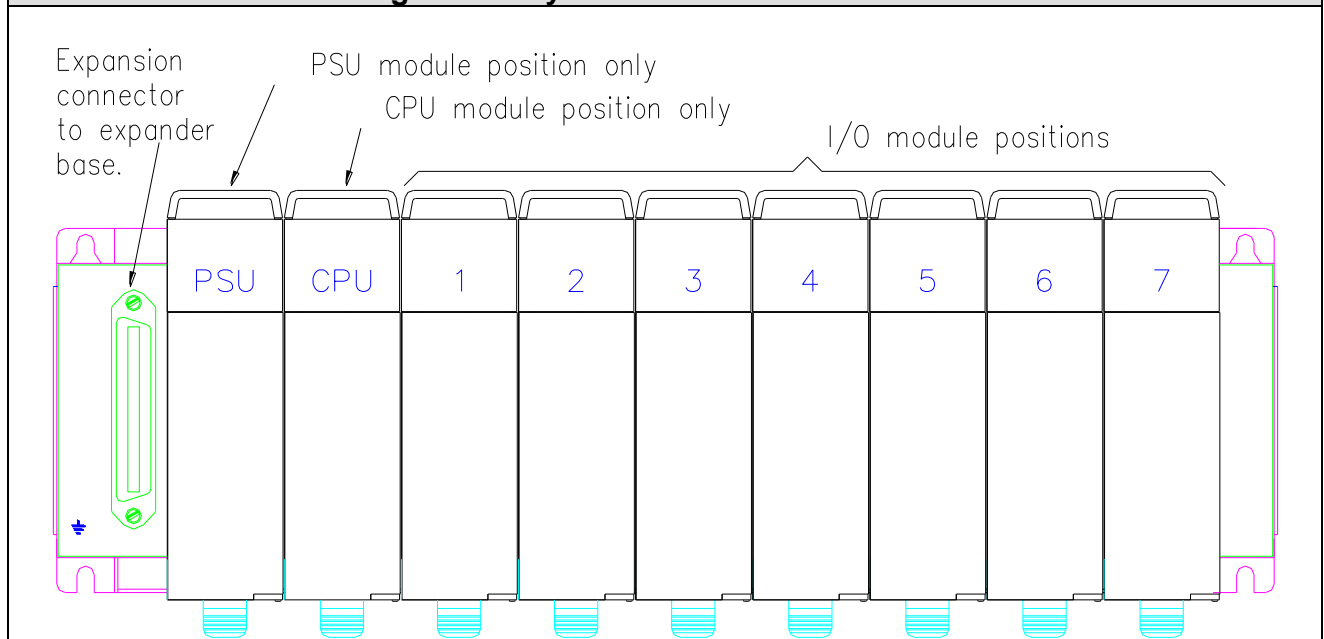 Expansion
connector
to expander
base.
PSU module position only
CPU module position only
I/O module positions
PSU CPU 1 2 3 4 5 6 7